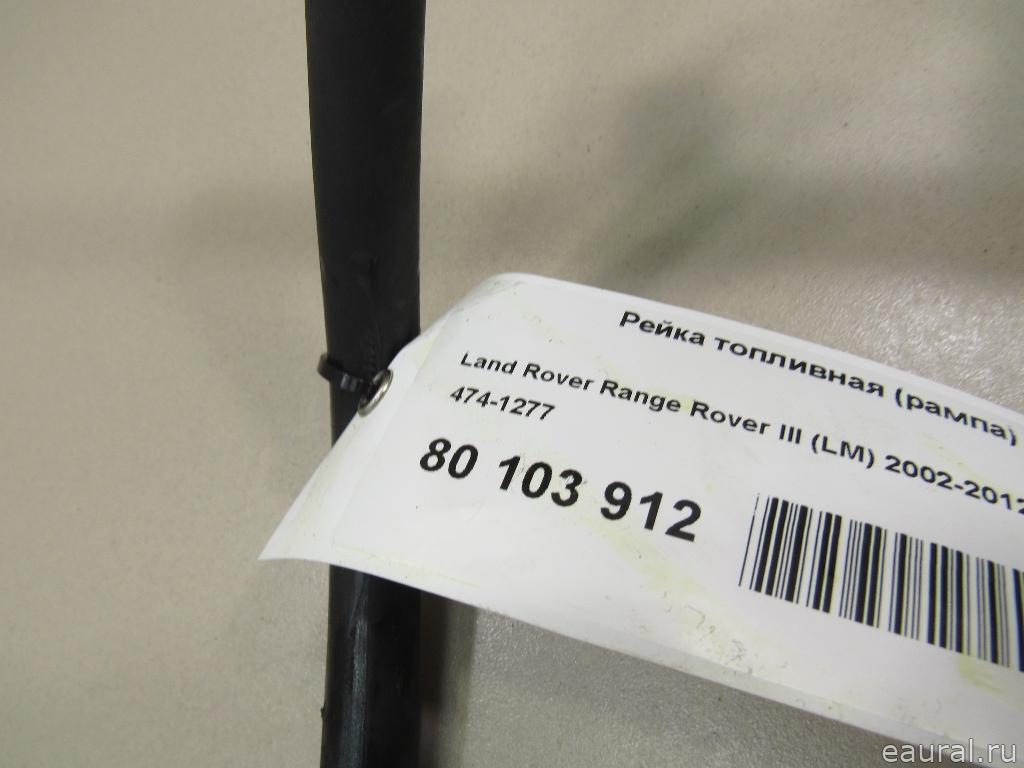 Рейка топливная (рампа)
Land Rover Range Rover III (LM) 2002-2012
474-1277
80 103 912
eaural.ru